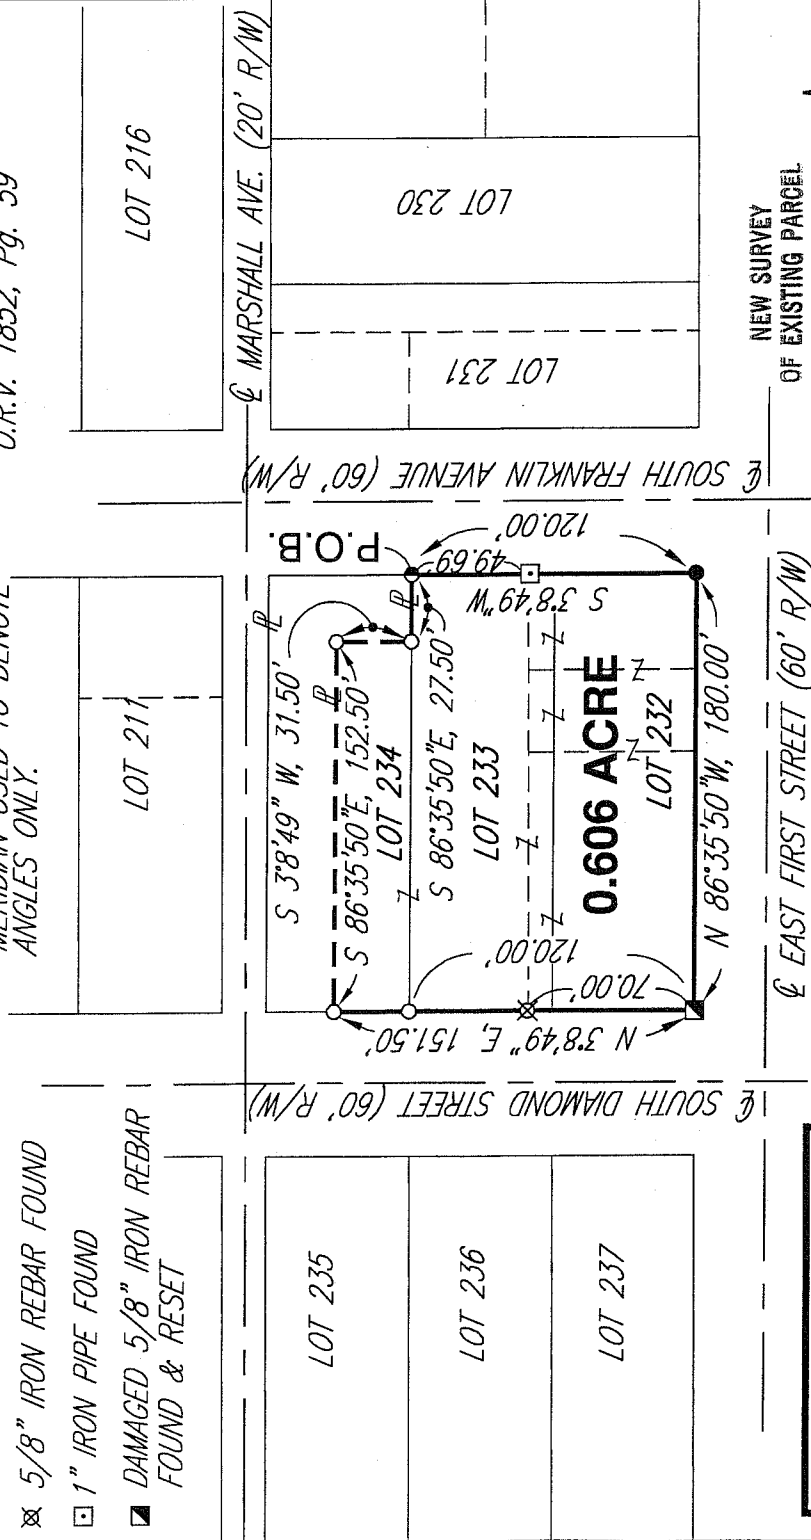 ⊠ 5/8" IRON REBAR FOUND
⊡ 1" IRON PIPE FOUND
DAMAGED 5/8" IRON REBAR
FOUND & RESET
ANGLES ONLY.
O.R.V. 1852, Pg. 59
LOT 211
LOT 216
℄ MARSHALL AVE. (20' R/W)
LOT 235
LOT 236
LOT 237
℄ SOUTH DIAMOND STREET (60' R/W)
N 3°8'49" E, 151.50'
70.00'
120.00'
S 3°8'49" W, 31.50'
S 86°35'50"E, 152.50'
LOT 234
S 86°35'50"E, 27.50'
LOT 233
0.606 ACRE
LOT 232
N 86°35'50"W, 180.00'
P.O.B.
49.69'
120.00'
S 3°8'49"W
℄ SOUTH FRANKLIN AVENUE (60' R/W)
LOT 231
LOT 230
℄ EAST FIRST STREET (60' R/W)
NEW SURVEY
OF EXISTING PARCEL